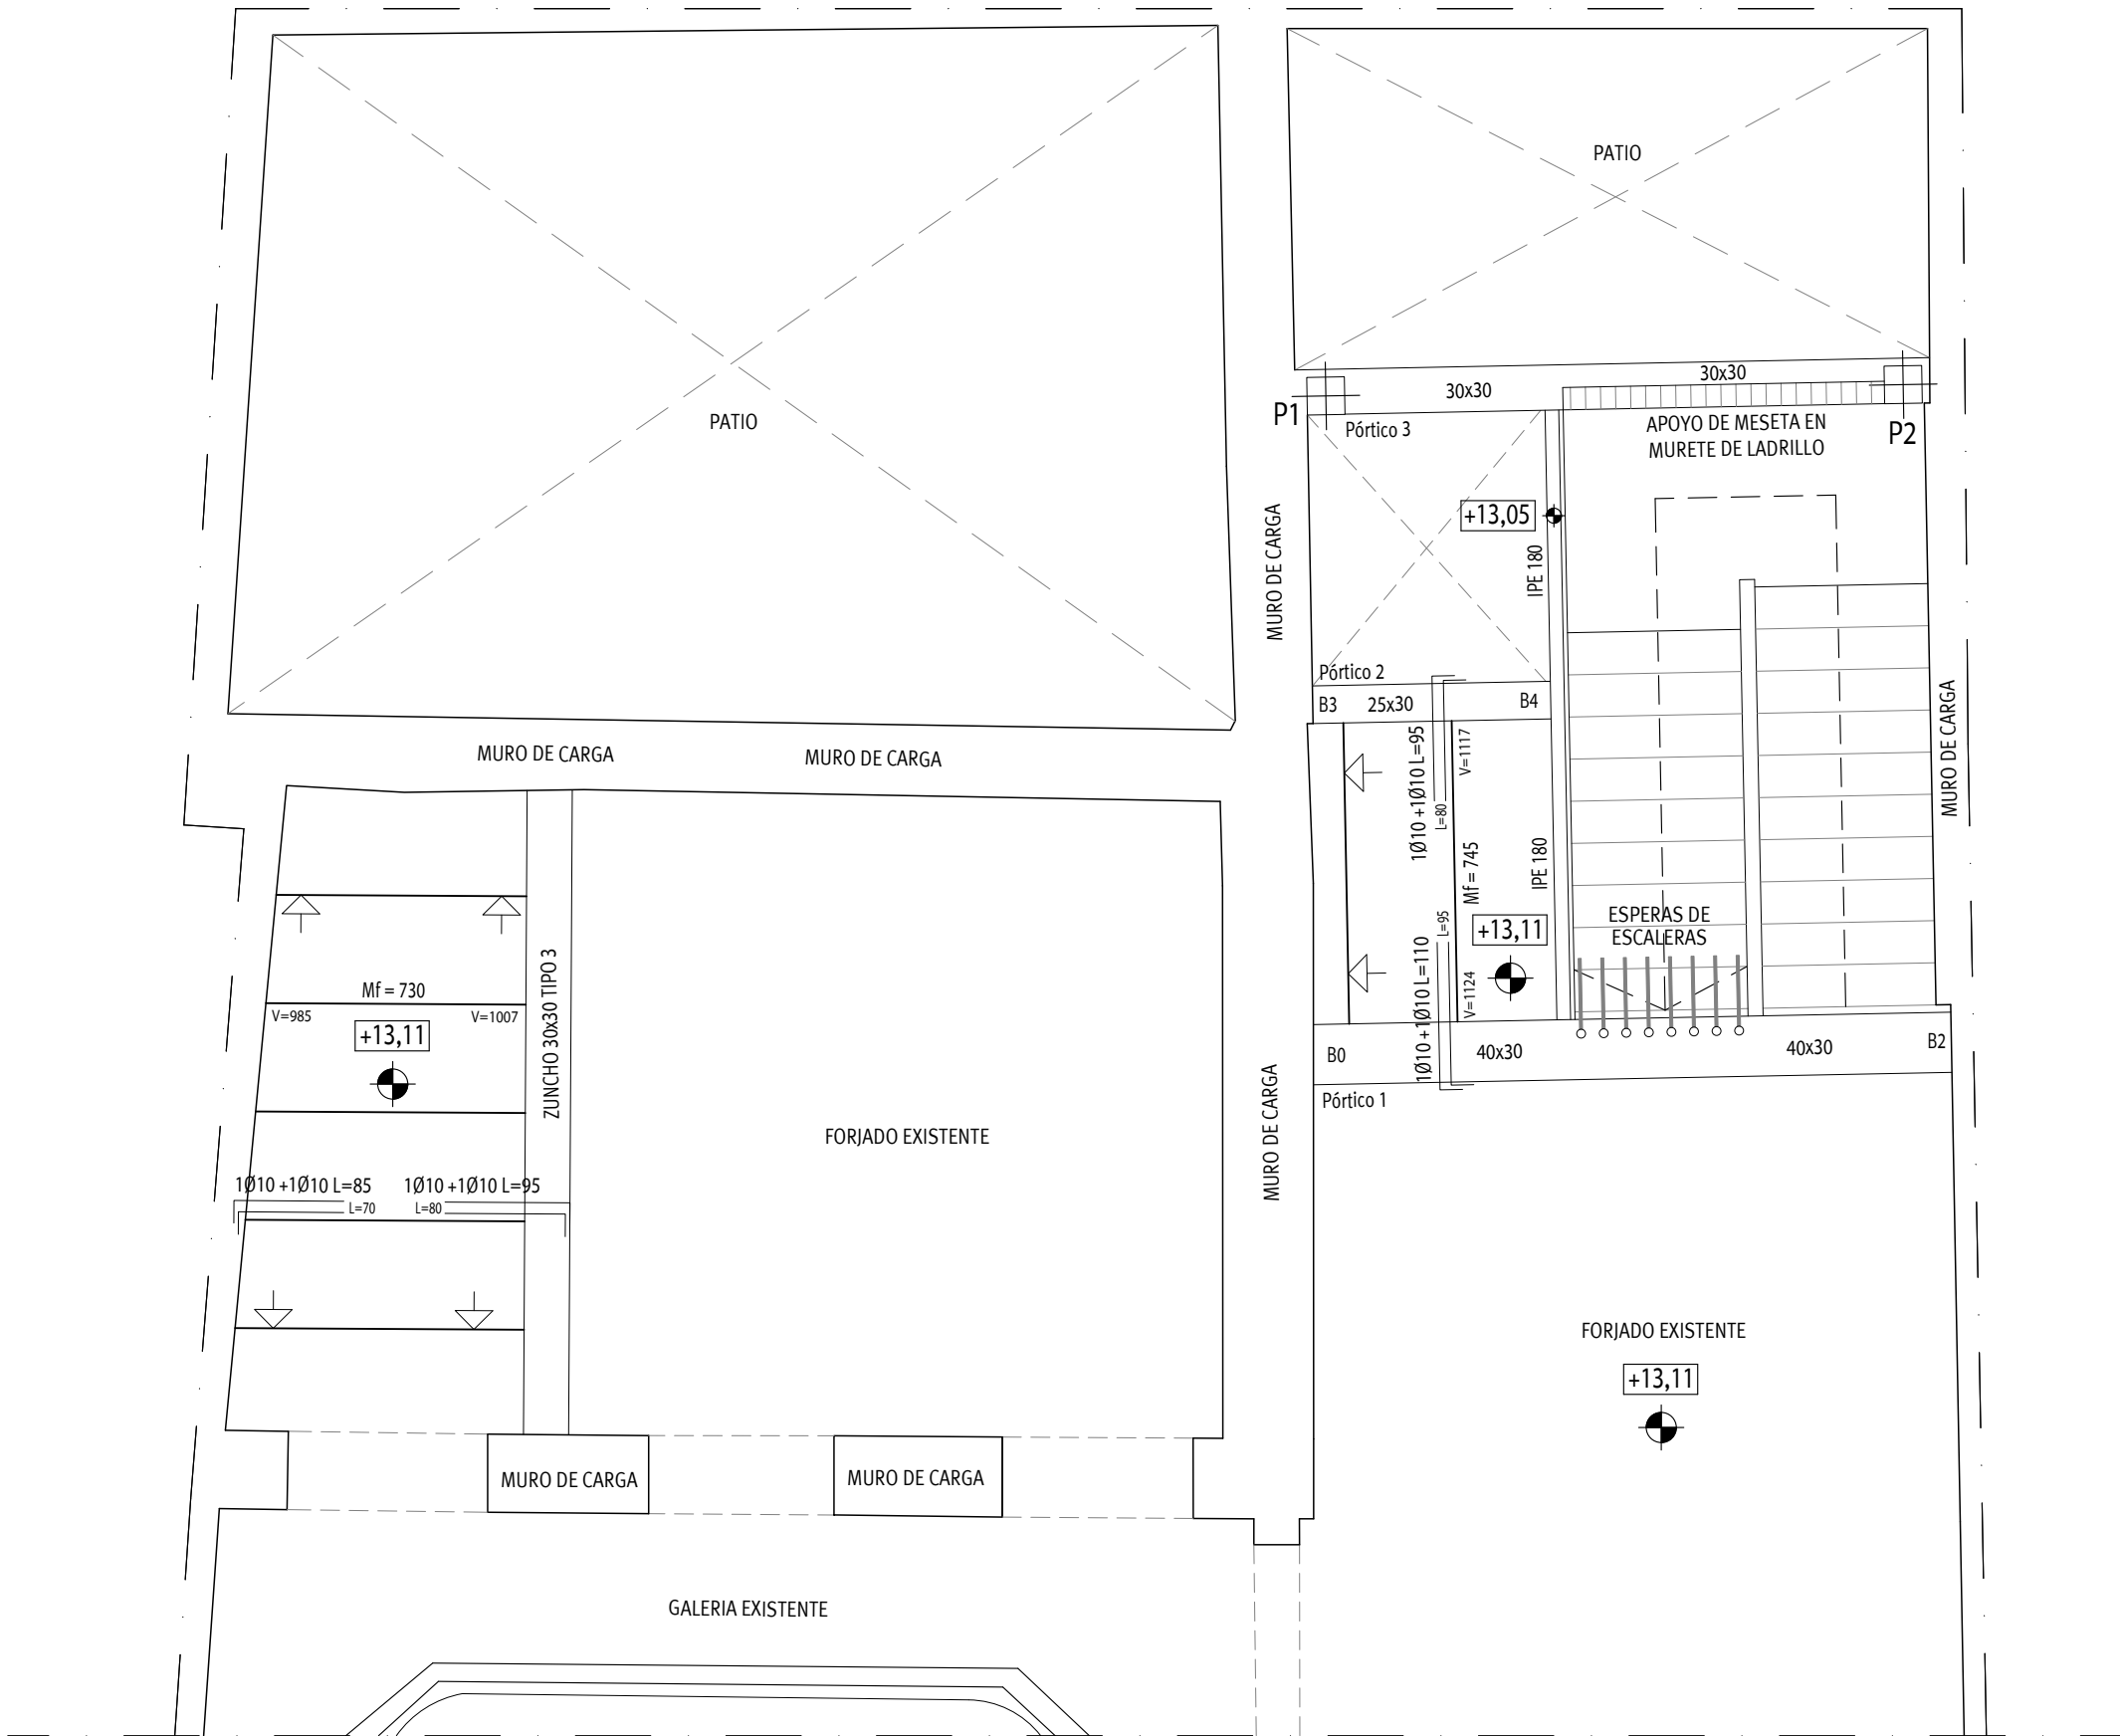 PATIO
30x30
30x30
P1
Pórtico 3
APOYO DE MESETA EN
MURETE DE LADRILLO
P2
PATIO
+13,05
MURO DE CARGA
IPE 180
Pórtico 2
B3
25x30
B4
MURO DE CARGA
MURO DE CARGA
MURO DE CARGA
1Ø10 +1Ø10 L=95
L=80
V=1117
Mf = 745
IPE 180
+13,11
ESPERAS DE
ESCALERAS
1Ø10 +1Ø10 L=110
L=95
V=1124
B0
40x30
40x30
B2
Pórtico 1
Mf = 730
V=985
V=1007
+13,11
ZUNCHO 30x30 TIPO 3
MURO DE CARGA
FORJADO EXISTENTE
1Ø10 +1Ø10 L=85
1Ø10 +1Ø10 L=95
L=70
L=80
FORJADO EXISTENTE
+13,11
MURO DE CARGA
MURO DE CARGA
GALERIA EXISTENTE